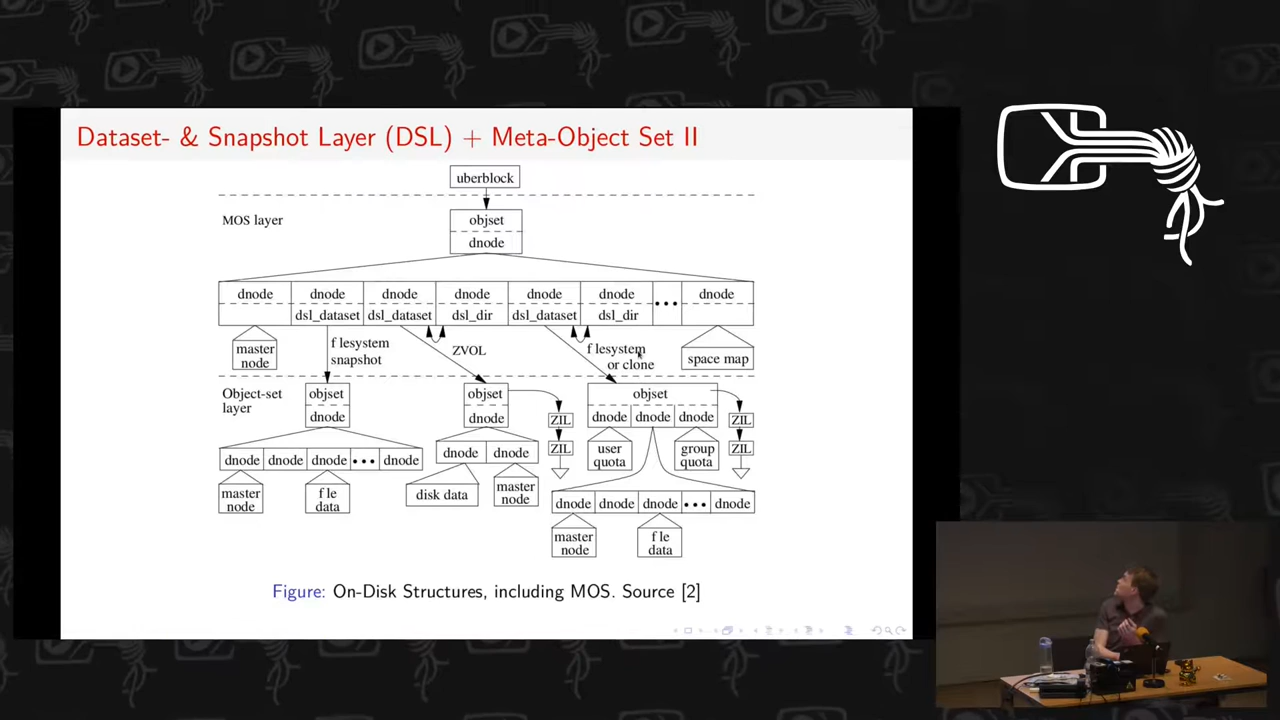 Dataset- & Snapshot Layer (DSL) + Meta-Object Set II
uberblock
MOS layer
objset
dnode
dnode dnode dnode dnode dnode dnode ••• dnode
dsl_dataset dsl_dataset dsl_dir dsl_dataset dsl_dir
master
node
f lesystem
snapshot
ZVOL
f lesystem
or clone
space map
Object-set
layer
objset
dnode
dnode dnode dnode ••• dnode
master
node
f le
data
objset
dnode
dnode dnode
disk data
master
node
ZIL
ZIL
objset
dnode dnode dnode
user
quota
group
quota
ZIL
ZIL
dnode dnode dnode ••• dnode
master
node
f le
data
Figure: On-Disk Structures, including MOS. Source [2]